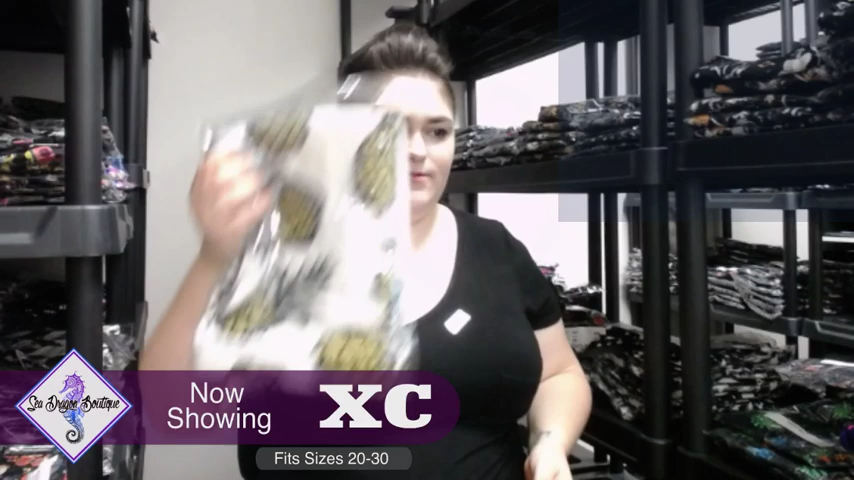 Now
Showing
XC
Sea Dragon Boutique
Fits Sizes 20-30